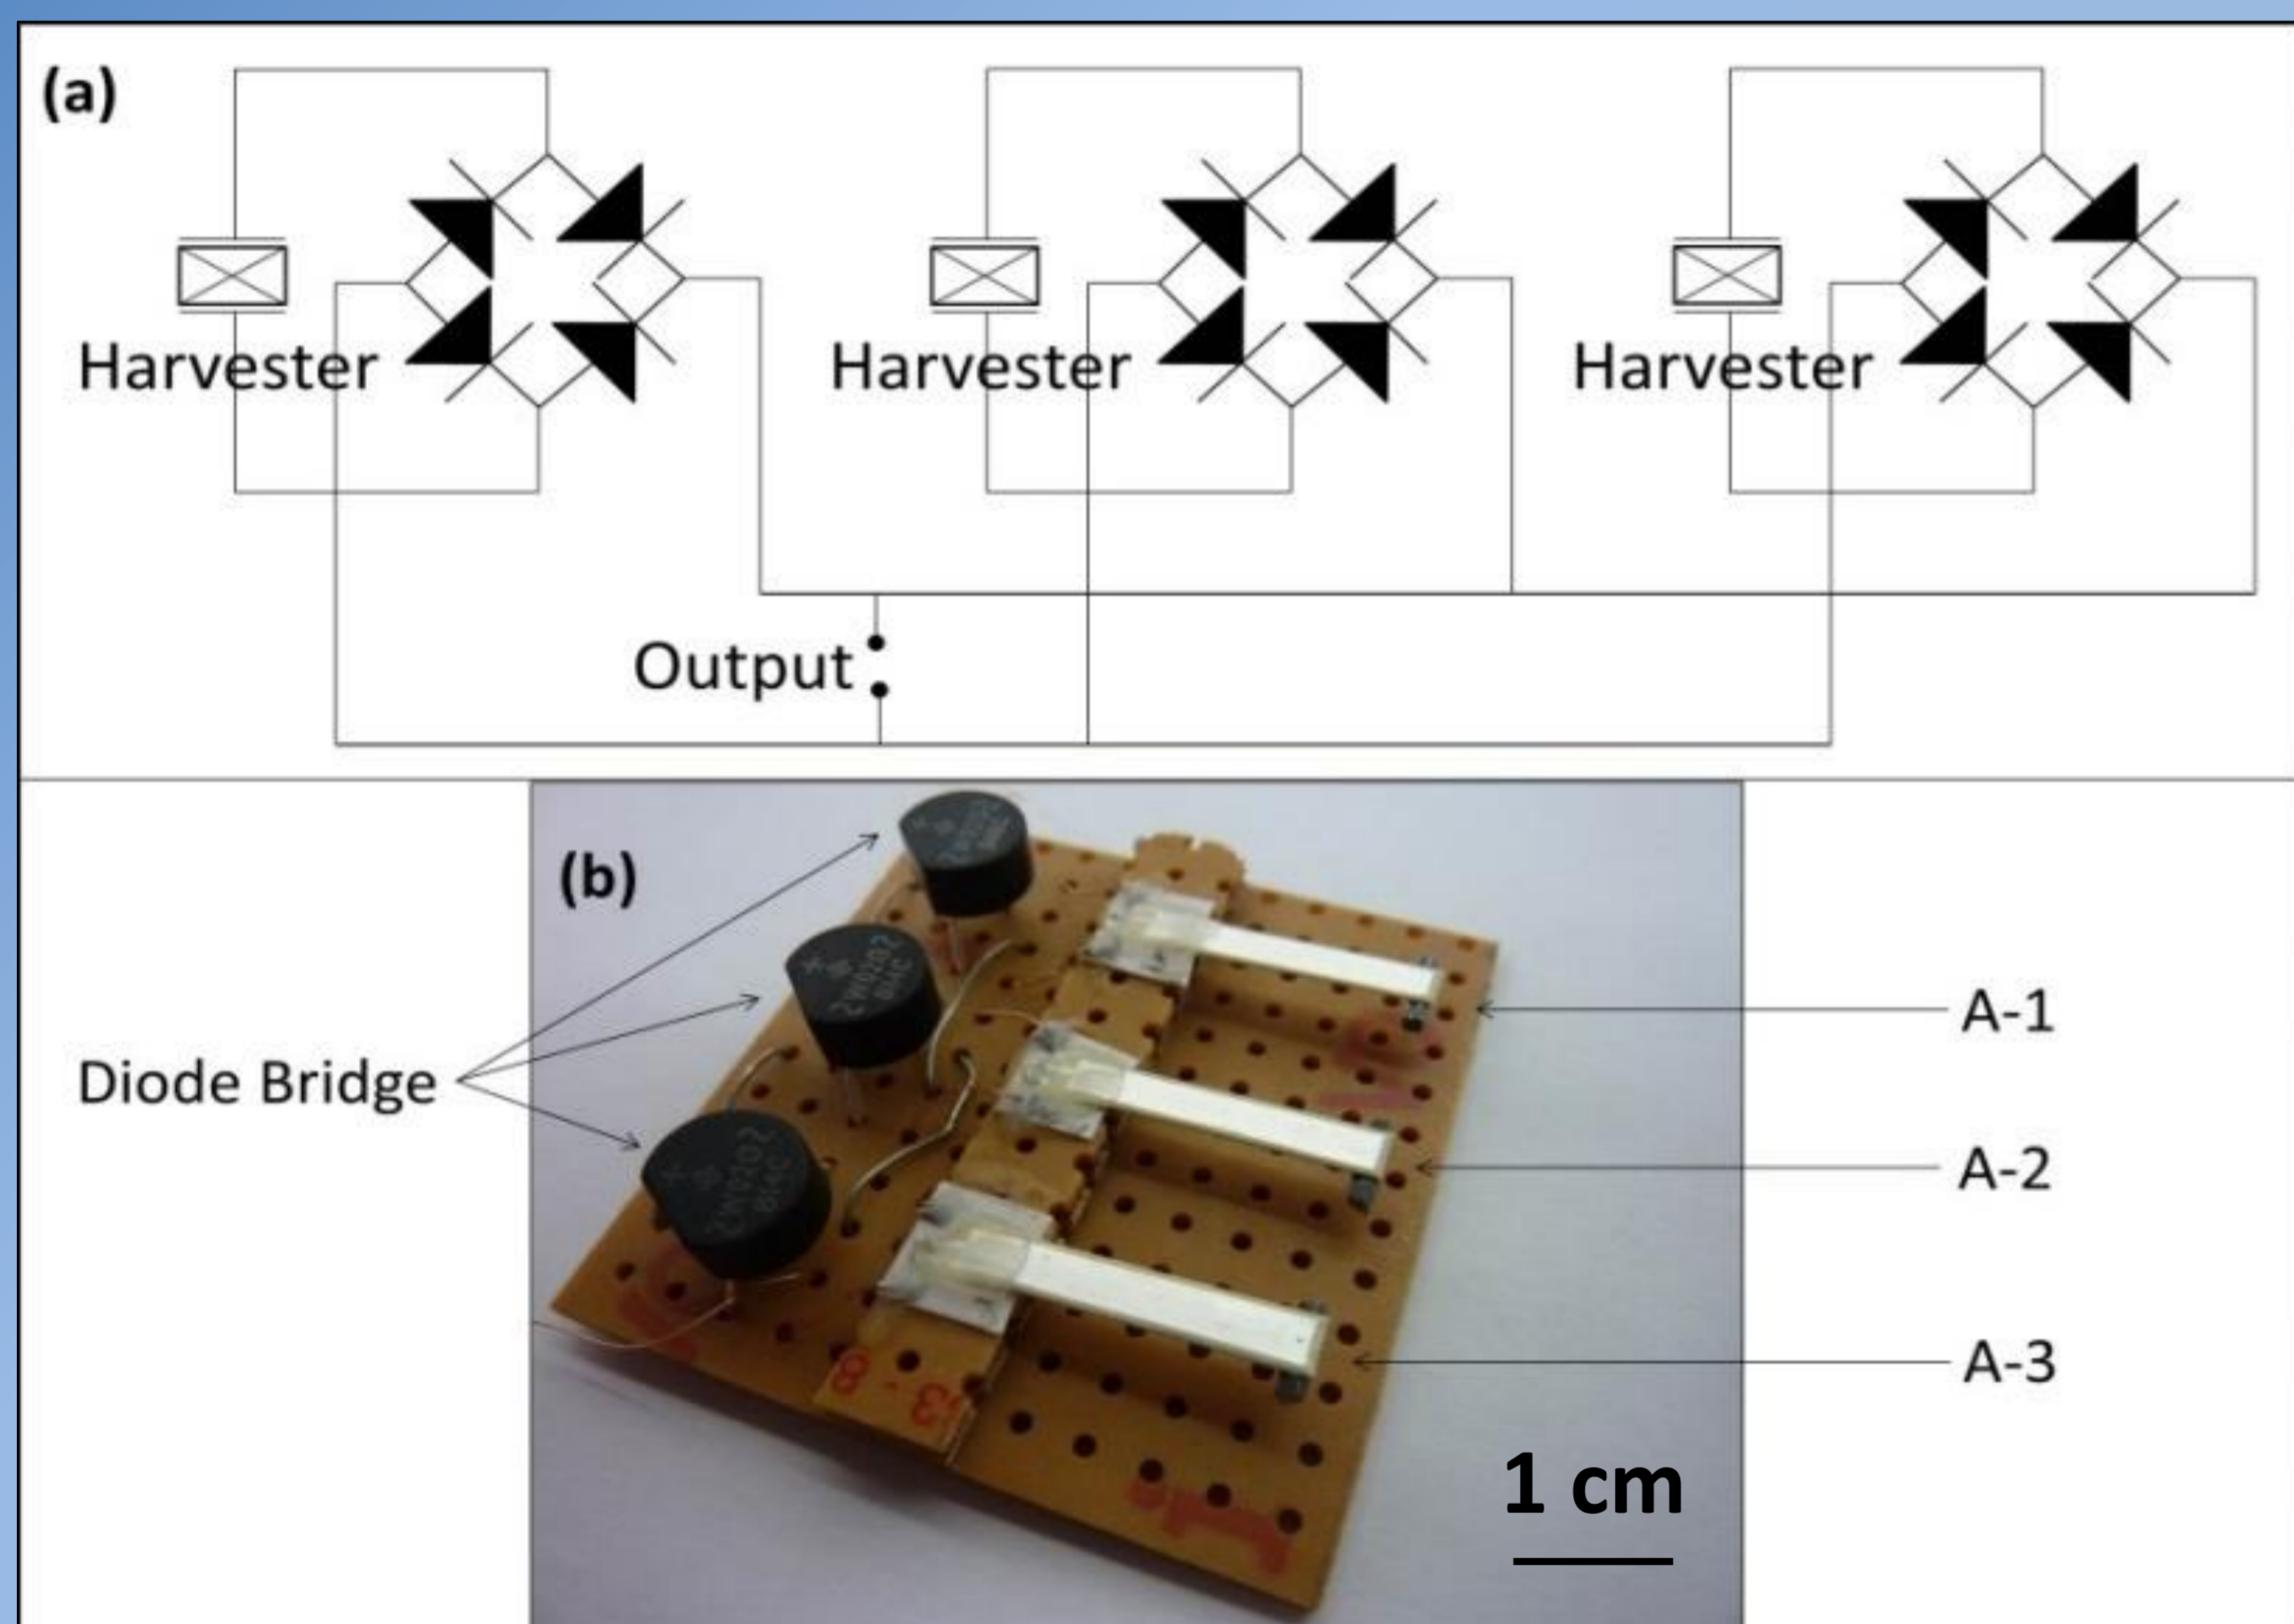 (a)
Harvester
Harvester
Harvester
Output
(b)
Diode Bridge
A-1
A-2
A-3
1 cm